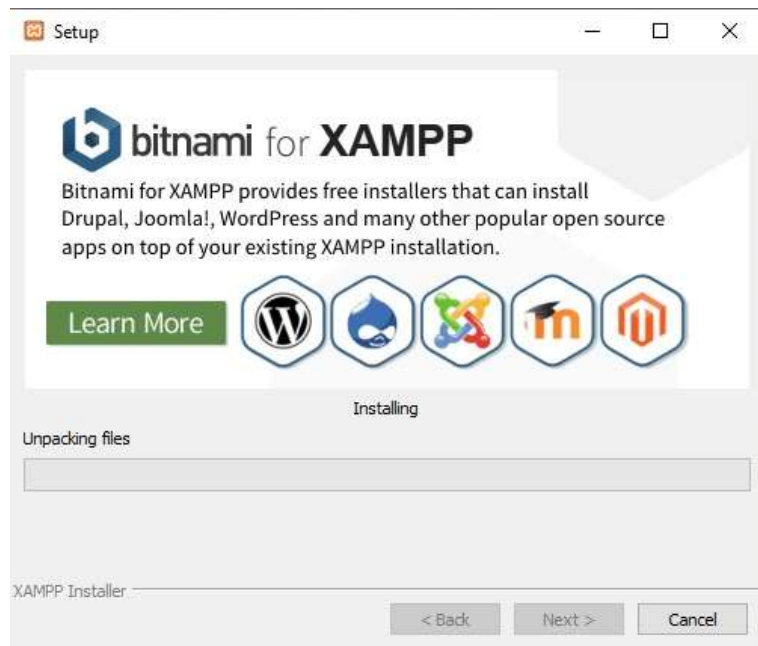 Setup
bitnami for XAMPP
Bitnami for XAMPP provides free installers that can install
Drupal, Joomla!, WordPress and many other popular open source
apps on top of your existing XAMPP installation.
Learn More
Installing
Unpacking files
XAMPP Installer
< Back Next > Cancel